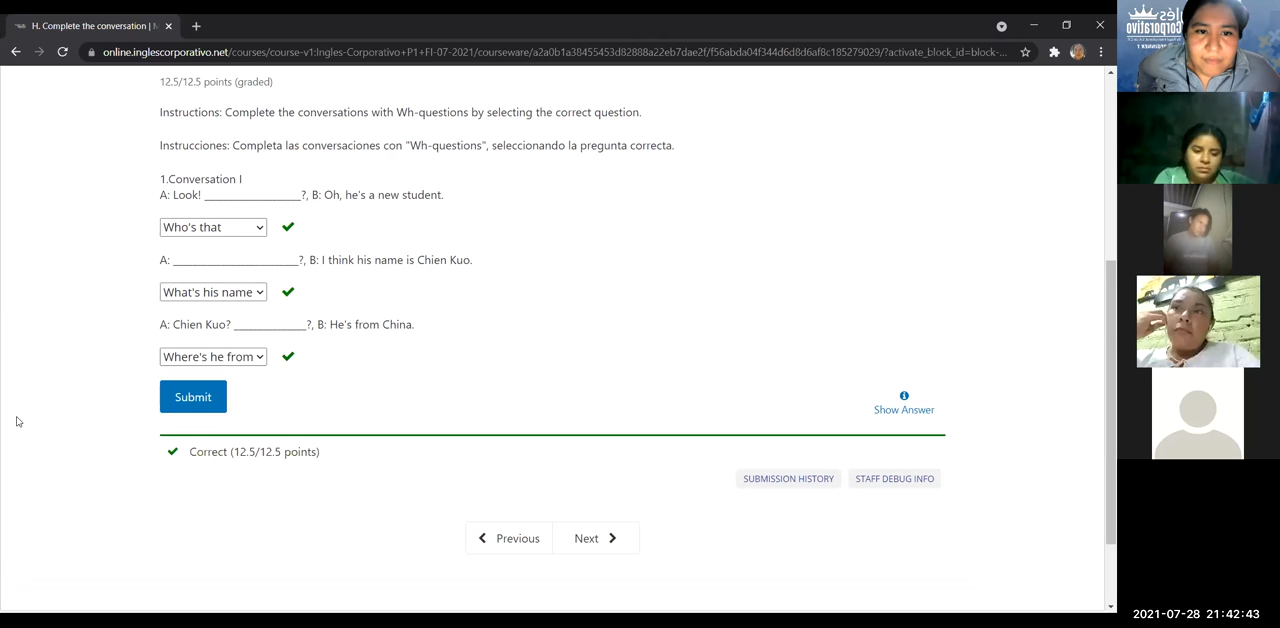 H. Complete the conversation | M
online.inglescorporativo.net/courses/course-v1:Ingles-Corporativo+P1+FI-07-2021/courseware/a2a0b1a38455453d82888a22eb7dae2f/f56abda04f344d6d8d6af8c185279029/?activate_block_id=block-...
12.5/12.5 points (graded)
Instructions: Complete the conversations with Wh-questions by selecting the correct question.
Instrucciones: Completa las conversaciones con "Wh-questions", seleccionando la pregunta correcta.
1.Conversation I
A: Look! ___________________?, B: Oh, he's a new student.
Who's that
A: _________________________?, B: I think his name is Chien Kuo.
What's his name
A: Chien Kuo? ______________?, B: He's from China.
Where's he from
Submit
Show Answer
Correct (12.5/12.5 points)
SUBMISSION HISTORY
STAFF DEBUG INFO
Previous
Next
2021-07-28 21:42:43